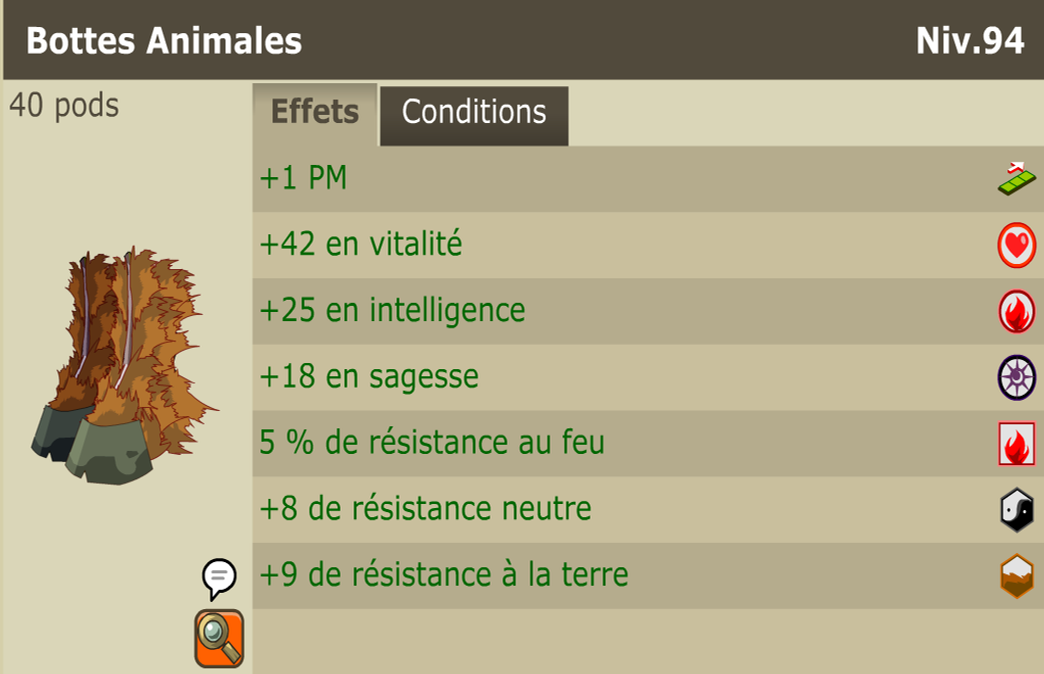 Bottes Animales
Niv.94
40 pods
Effets
Conditions
+1 PM
+42 en vitalité
+25 en intelligence
+18 en sagesse
5 % de résistance au feu
+8 de résistance neutre
+9 de résistance à la terre